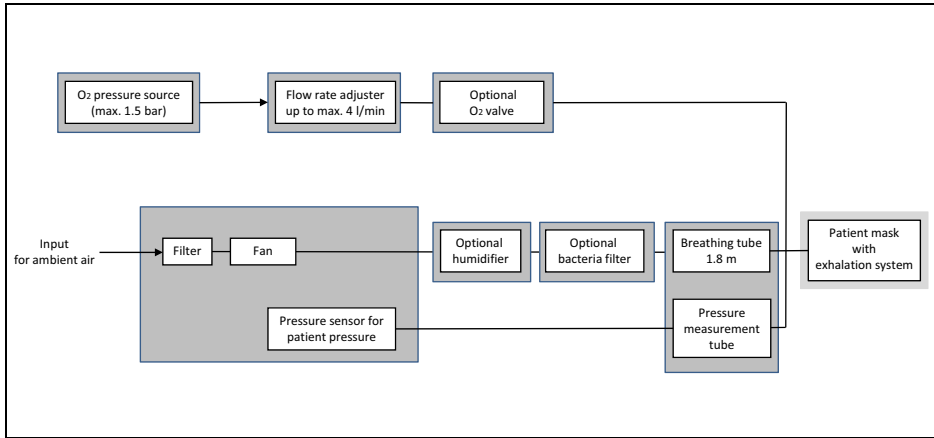 O₂ pressure source
(max. 1.5 bar)
Flow rate adjuster
up to max. 4 l/min
Optional
O₂ valve
Input
for ambient air
Filter
Fan
Optional
humidifier
Optional
bacteria filter
Breathing tube
1.8 m
Patient mask
with
exhalation system
Pressure sensor for
patient pressure
Pressure
measurement
tube